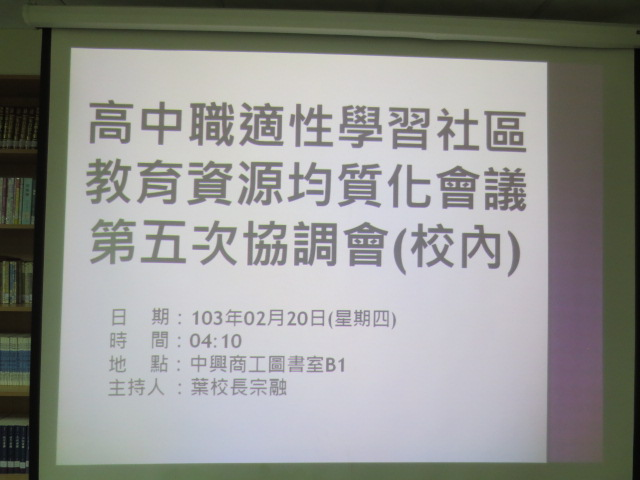 高中職適性學習社區
教育資源均質化會議
第五次協調會(校內)
日 期：103年02月20日(星期四)
時 間：04:10
地 點：中興商工圖書室B1
主持人：葉校長宗融